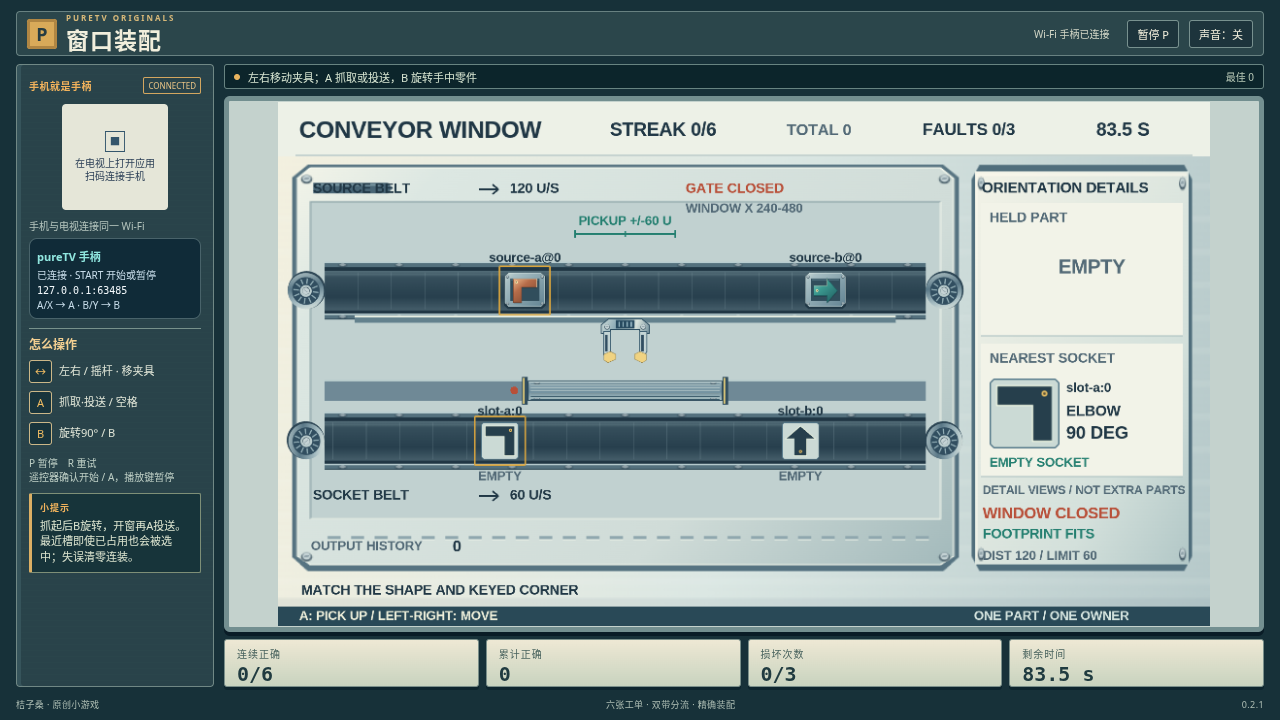 P
PURETV ORIGINALS
窗口装配
Wi-Fi 手柄已连接
暂停 P
声音: 关
手机就是手柄
CONNECTED
在电视上打开应用
扫码连接手机
手机与电视连接同一 Wi-Fi
pureTV 手柄
已连接 · START 开始或暂停
127.0.0.1:63485
A/X → A · B/Y → B
怎么操作
↔ 左右 / 摇杆 · 移夹具
A 抓取·投送 / 空格
B 旋转90° / B
P 暂停 R 重试
遥控器确认开始 / A，播放键暂停
小提示
抓起后B旋转，开窗再A投送。
最近槽即使已占用也会被选
中；失误清零连装。
左右移动夹具；A 抓取或投送，B 旋转手中零件
最佳 0
CONVEYOR WINDOW
STREAK 0/6
TOTAL 0
FAULTS 0/3
83.5 S
SOURCE BELT
→ 120 U/S
GATE CLOSED
WINDOW X 240-480
PICKUP +/-60 U
source-a@0
source-b@0
slot-a:0
slot-b:0
EMPTY
EMPTY
SOCKET BELT
→ 60 U/S
OUTPUT HISTORY
0
ORIENTATION DETAILS
HELD PART
EMPTY
NEAREST SOCKET
slot-a:0
ELBOW
90 DEG
EMPTY SOCKET
DETAIL VIEWS / NOT EXTRA PARTS
WINDOW CLOSED
FOOTPRINT FITS
DIST 120 / LIMIT 60
MATCH THE SHAPE AND KEYED CORNER
A: PICK UP / LEFT-RIGHT: MOVE
ONE PART / ONE OWNER
连续正确
0/6
累计正确
0
损坏次数
0/3
剩余时间
83.5 s
桔子桑 · 原创小游戏
六张工单 · 双带分流 · 精确装配
0.2.1